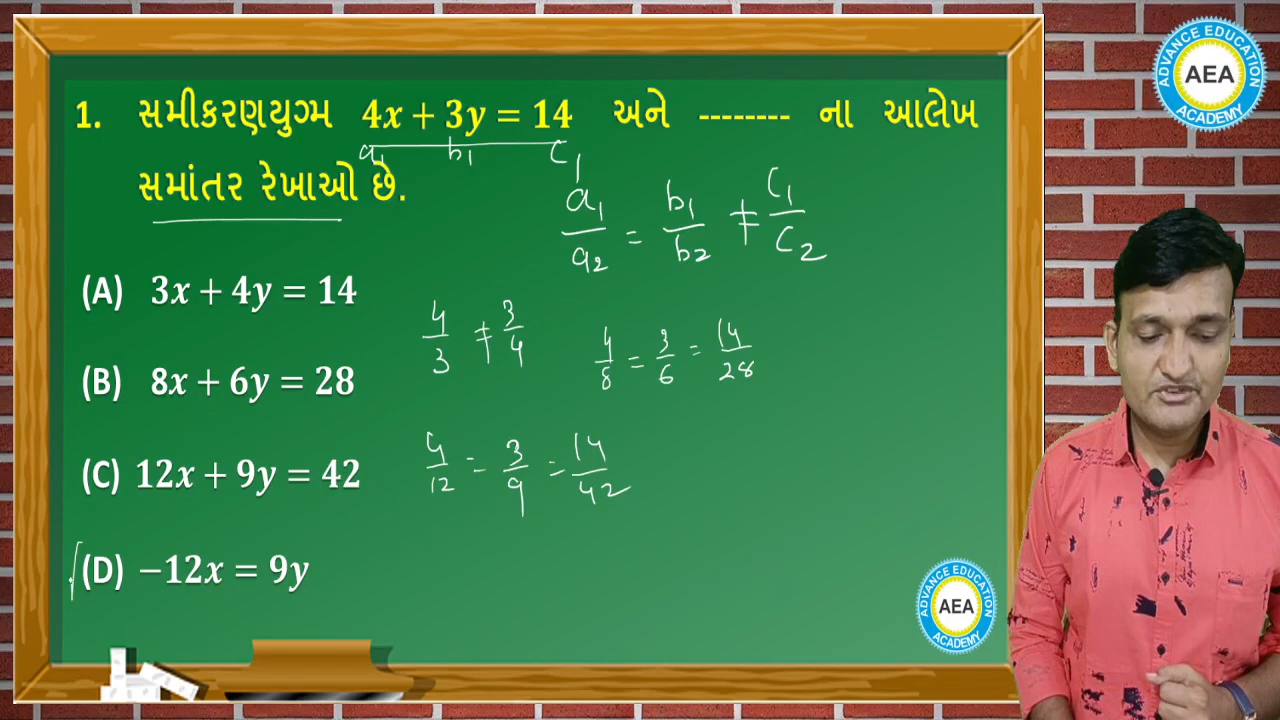 1. સમીકરણયુગ્મ 4x + 3y = 14 અને -------- ના આલેખ
a₁ b₁ c₁
સમાંતર રેખાઓ છે.
a₁/a₂ = b₁/b₂ ≠ c₁/c₂
(A) 3x + 4y = 14
4/3 ≠ 3/4
4/8 = 3/6 = 14/28
(B) 8x + 6y = 28
(C) 12x + 9y = 42
4/12 = 3/9 = 14/42
(D) −12x = 9y
ADVANCE EDUCATION
AEA
ACADEMY
ADVANCE EDUCATION
AEA
ACADEMY